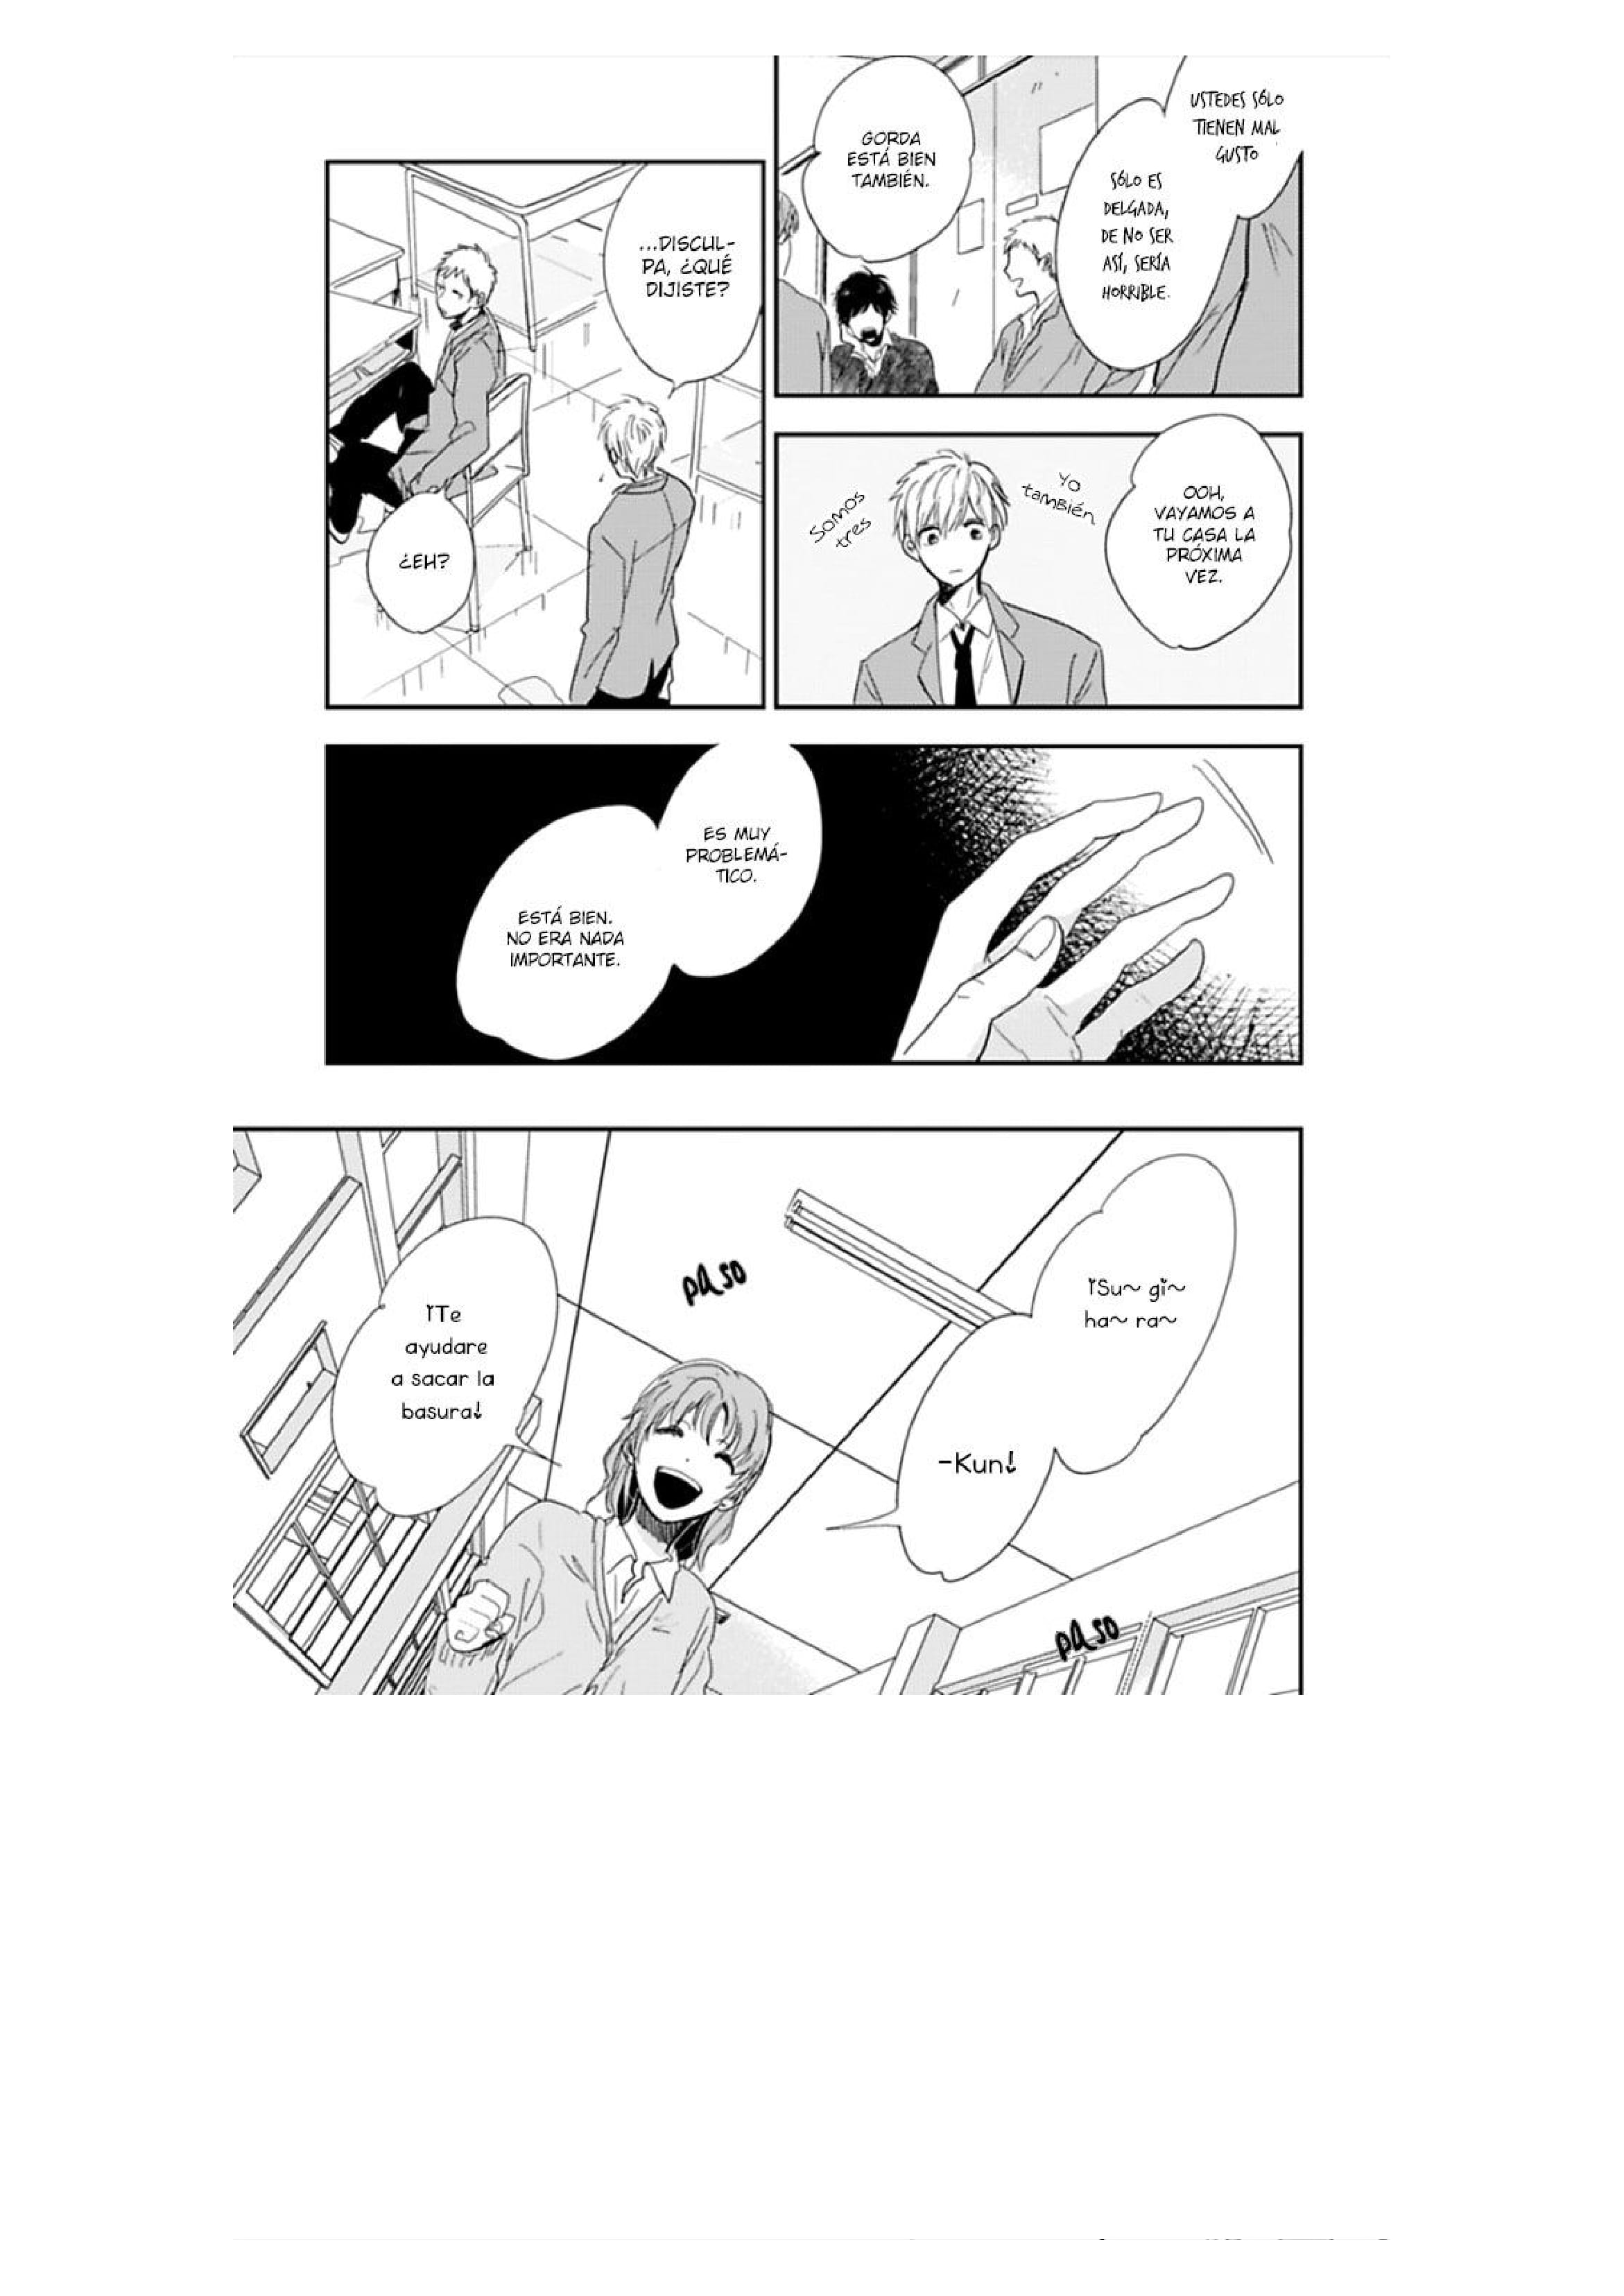 USTEDES SÓLO
TIENEN MAL
GUSTO
SÓLO ES
DELGADA,
DE NO SER
ASÍ, SERÍA
HORRIBLE.
GORDA
ESTÁ BIEN
TAMBIÉN.
OOH,
VAYAMOS A
TU CASA LA
PRÓXIMA
VEZ.
Yo
también
Somos
tres
...DISCUL-
PA, ¿QUÉ
DIJISTE?
¿EH?
ES MUY
PROBLEMÁ-
TICO.
ESTÁ BIEN.
NO ERA NADA
IMPORTANTE.
¡Su~ gi~
ha~ ra~
-Kun!
paso
¡Te
ayudare
a sacar la
basura!
paso